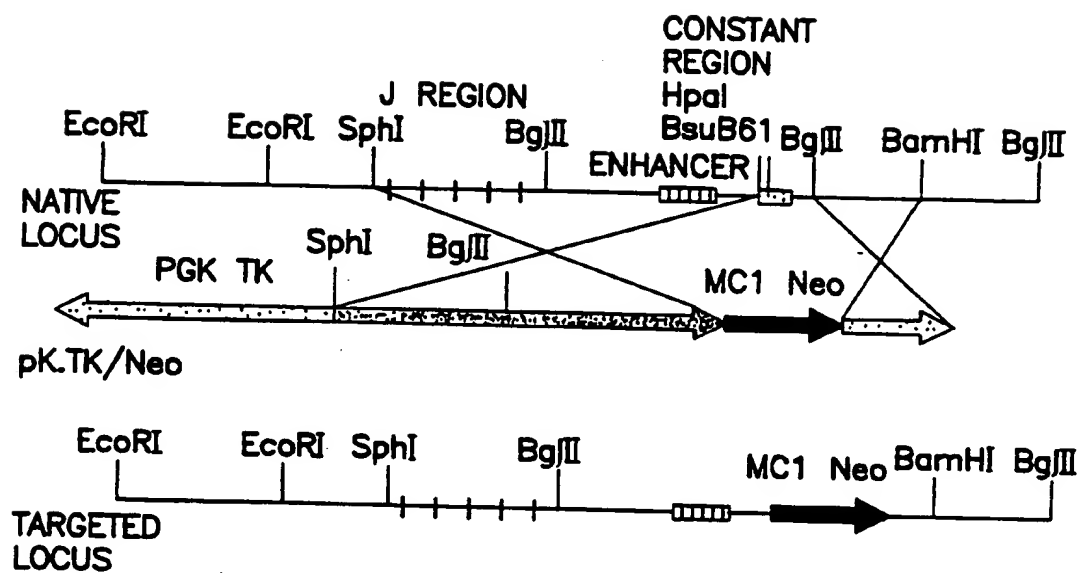 CONSTANT
REGION
HpaI
BsuB61
J REGION
EcoRI EcoRI SphI BglII BglII BamHI BglII
ENHANCER
NATIVE
LOCUS
SphI BglII
PGK TK MC1 Neo
pK.TK/Neo
EcoRI EcoRI SphI BglII MC1 Neo BamHI BglII
TARGETED
LOCUS